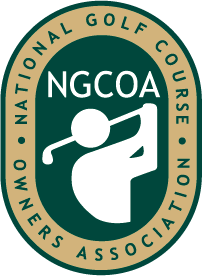 • NATIONAL GOLF COURSE •
OWNERS ASSOCIATION
NGCOA